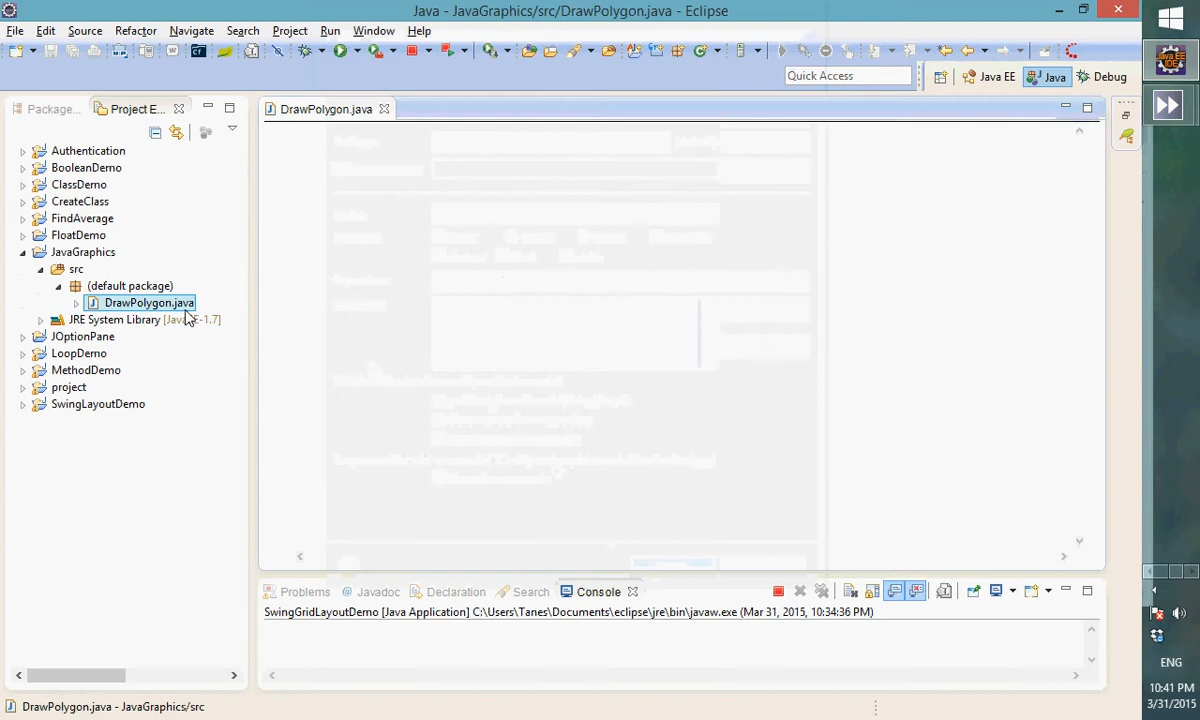 Java - JavaGraphics/src/DrawPolygon.java - Eclipse
File Edit Source Refactor Navigate Search Project Run Window Help
Quick Access
Java EE
Java
Debug
Package...
Project E...
DrawPolygon.java
Authentication
BooleanDemo
ClassDemo
CreateClass
FindAverage
FloatDemo
JavaGraphics
src
(default package)
DrawPolygon.java
JRE System Library
JOptionPane
LoopDemo
MethodDemo
project
SwingLayoutDemo
Problems @ Javadoc Declaration Search Console
SwingGridLayoutDemo [Java Application] C:\Users\Tanes\Documents\eclipse\jre\bin\javaw.exe (Mar 31, 2015, 10:34:36 PM)
DrawPolygon.java - JavaGraphics/src
Java EE
IDE
ENG
10:41 PM
3/31/2015